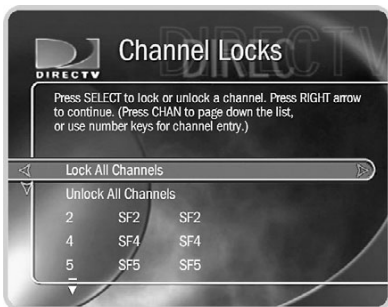 DIRECTV
Channel Locks
Press SELECT to lock or unlock a channel. Press RIGHT arrow
to continue. (Press CHAN to page down the list,
or use number keys for channel entry.)
Lock All Channels
Unlock All Channels
2 SF2 SF2
4 SF4 SF4
5 SF5 SF5